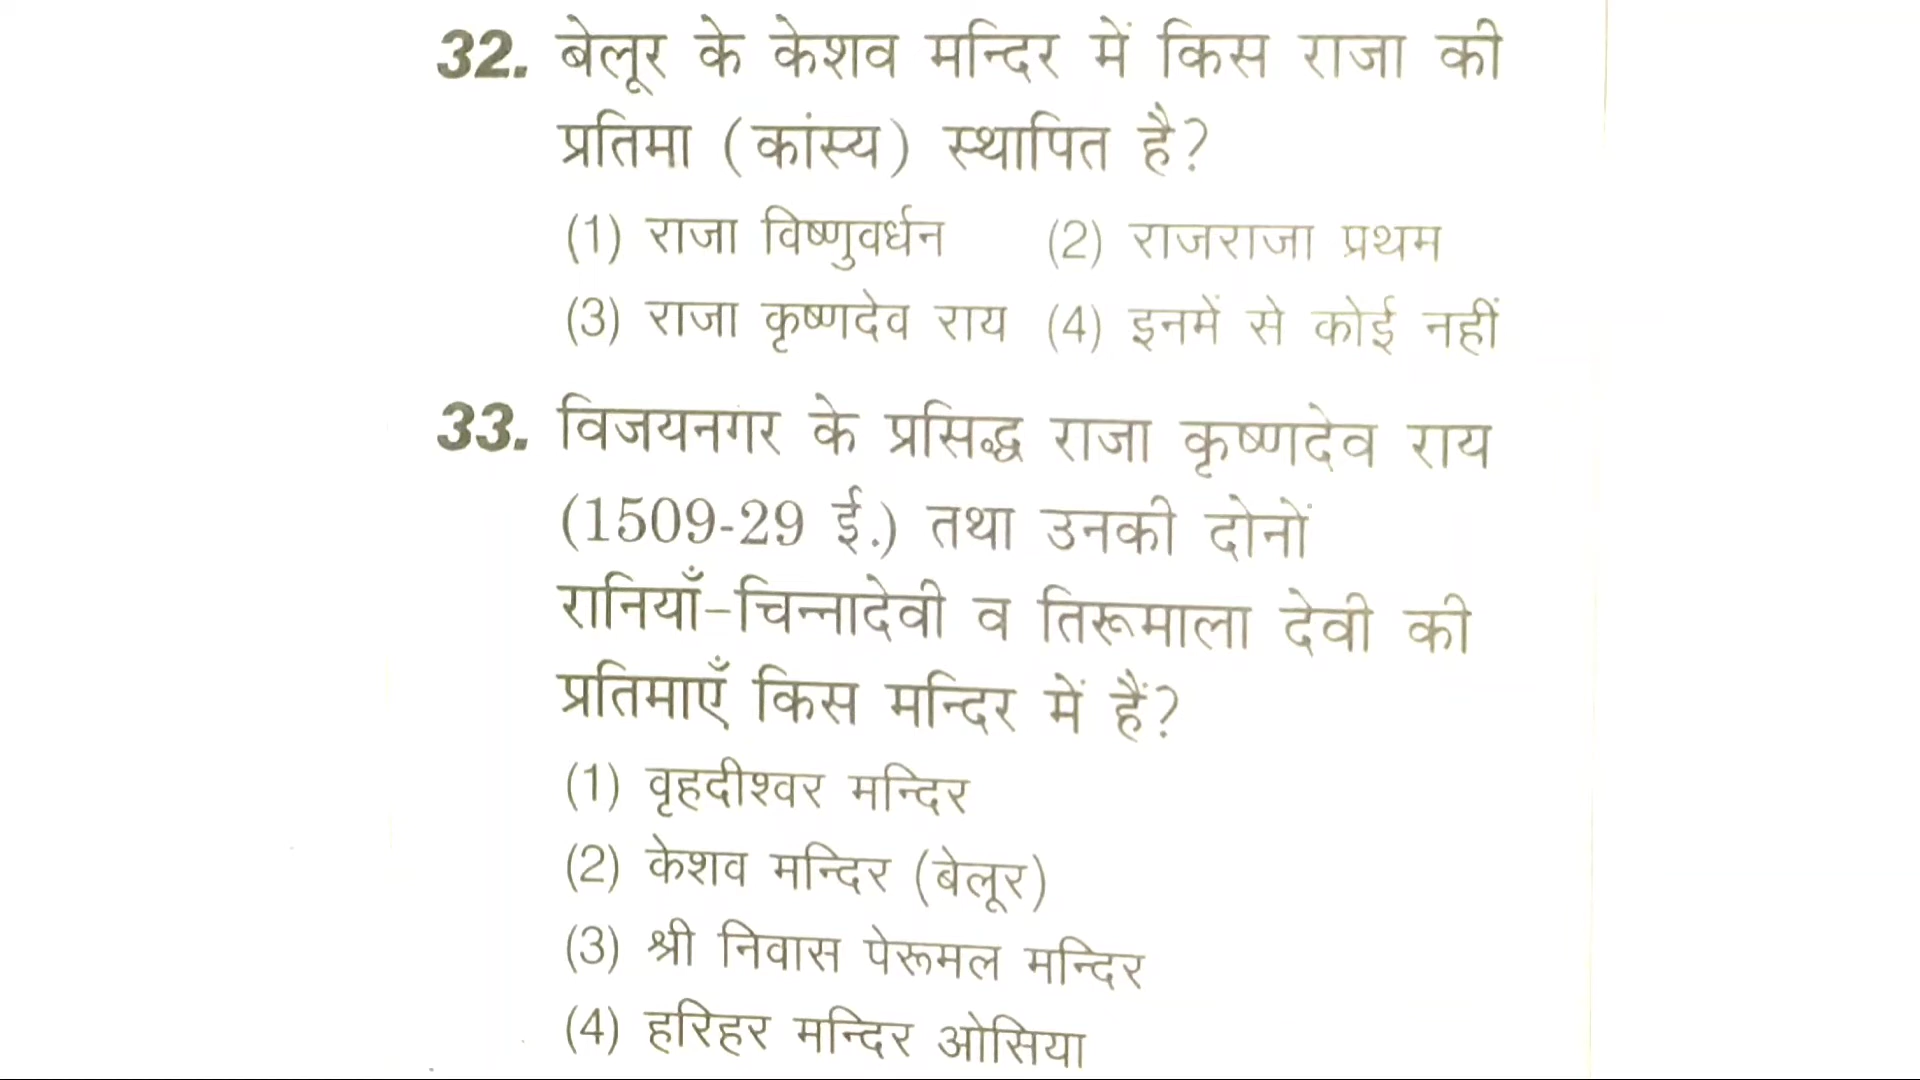 32. बेलूर के केशव मन्दिर में किस राजा की
प्रतिमा (कांस्य) स्थापित है?
(1) राजा विष्णुवर्धन (2) राजराजा प्रथम
(3) राजा कृष्णदेव राय (4) इनमें से कोई नहीं
33. विजयनगर के प्रसिद्ध राजा कृष्णदेव राय
(1509-29 ई.) तथा उनकी दोनों
रानियाँ-चिन्नादेवी व तिरूमाला देवी की
प्रतिमाएँ किस मन्दिर में हैं?
(1) वृहदीश्वर मन्दिर
(2) केशव मन्दिर (बेलूर)
(3) श्री निवास पेरूमल मन्दिर
(4) हरिहर मन्दिर ओसिया